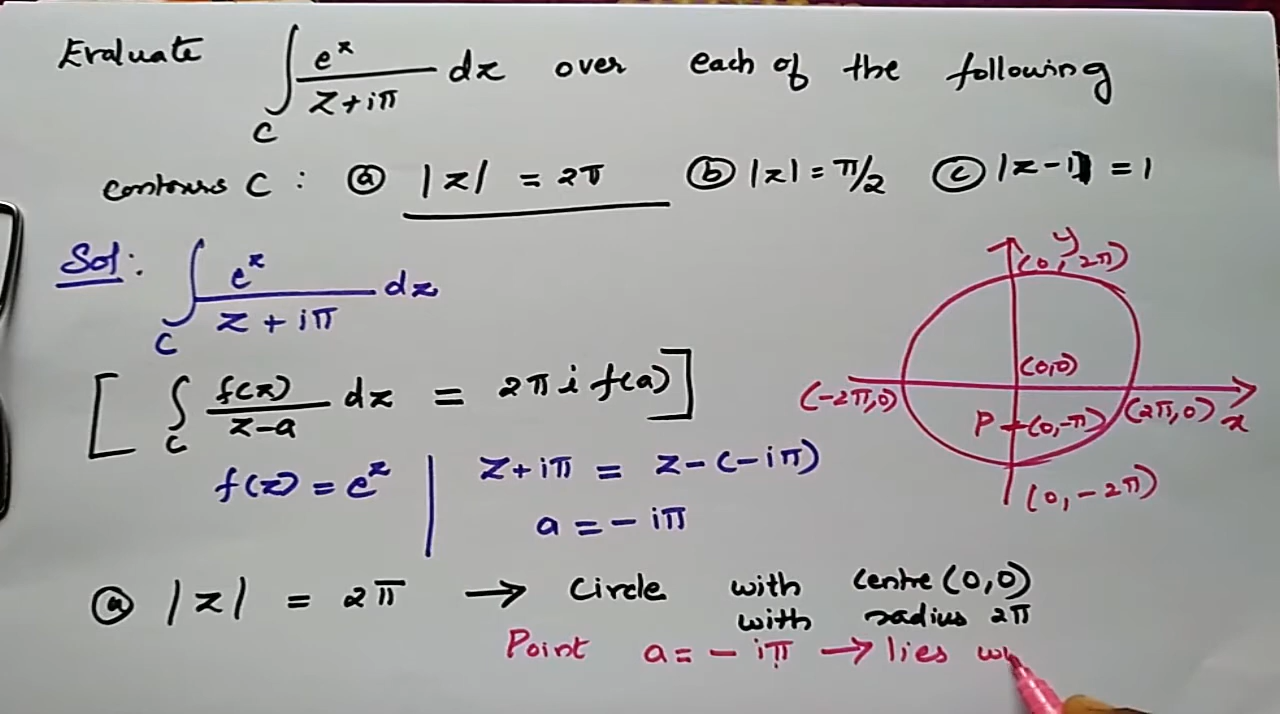 Evaluate ∫_C e^z/(z+iπ) dz over each of the following
contours C : ⓐ |z| = 2π ⓑ |z| = π/2 ⓒ |z-1| = 1
Sol: ∫_C e^z/(z+iπ) dz
[ ∫_C f(z)/(z-a) dz = 2πi f(a) ]
f(z) = e^z | z+iπ = z-(-iπ)
a = -iπ
y
(0, 2π)
(0,0)
(-2π,0)
P (0,-π)
(2π,0) x
(0,-2π)
ⓐ |z| = 2π → Circle with centre (0,0)
with radius 2π
Point a = -iπ → lies wi